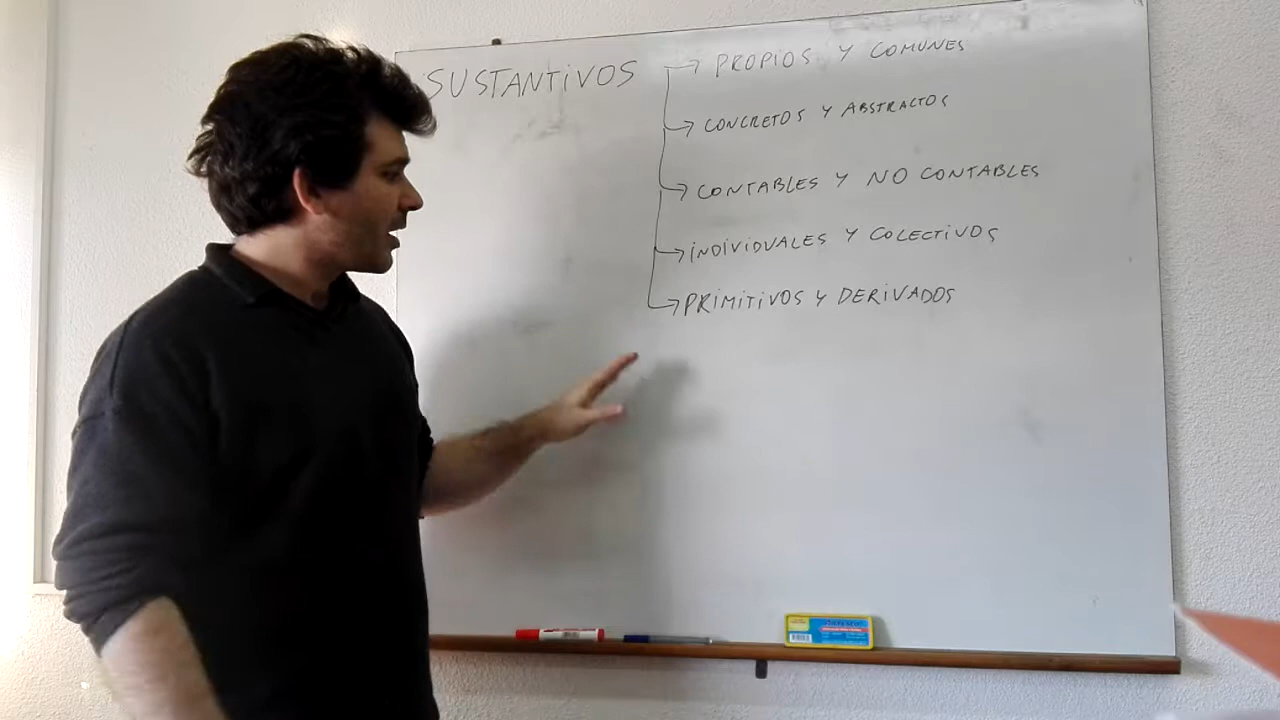 SUSTANTIVOS
PROPIOS Y COMUNES
CONCRETOS Y ABSTRACTOS
CONTABLES Y NO CONTABLES
INDIVIDUALES Y COLECTIVOS
PRIMITIVOS Y DERIVADOS